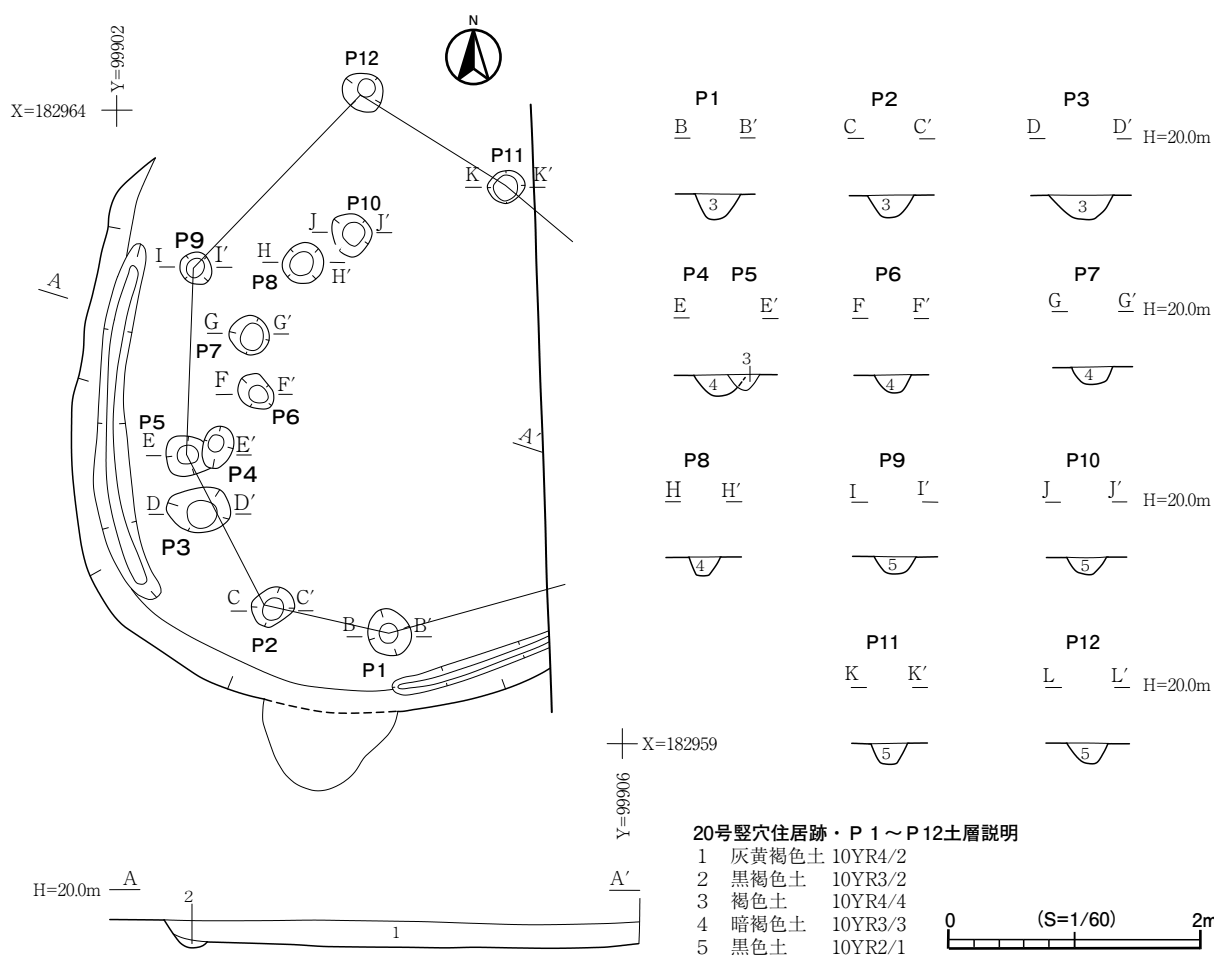 N
Y=99902
X=182964
P12
P11
K K′
P10
J J′
P9
I I′
H H′
P8
A
G G′
P7
F F′
P6
P5
E E′
P4
A′
D D′
P3
C C′
P2
B B′
P1
X=182959
Y=99906
P1 P2 P3
B B′ C C′ D D′ H=20.0m
3 3 3
P4 P5 P6 P7
E E′ F F′ G G′ H=20.0m
3
4 4 4
P8 P9 P10
H H′ I I′ J J′ H=20.0m
4 5 5
P11 P12
K K′ L L′ H=20.0m
5 5
H=20.0m A A′
2
1
20号竪穴住居跡・P1～P12土層説明
1 灰黄褐色土 10YR4/2
2 黒褐色土 10YR3/2
3 褐色土 10YR4/4
4 暗褐色土 10YR3/3
5 黒色土 10YR2/1
0 (S=1/60) 2m